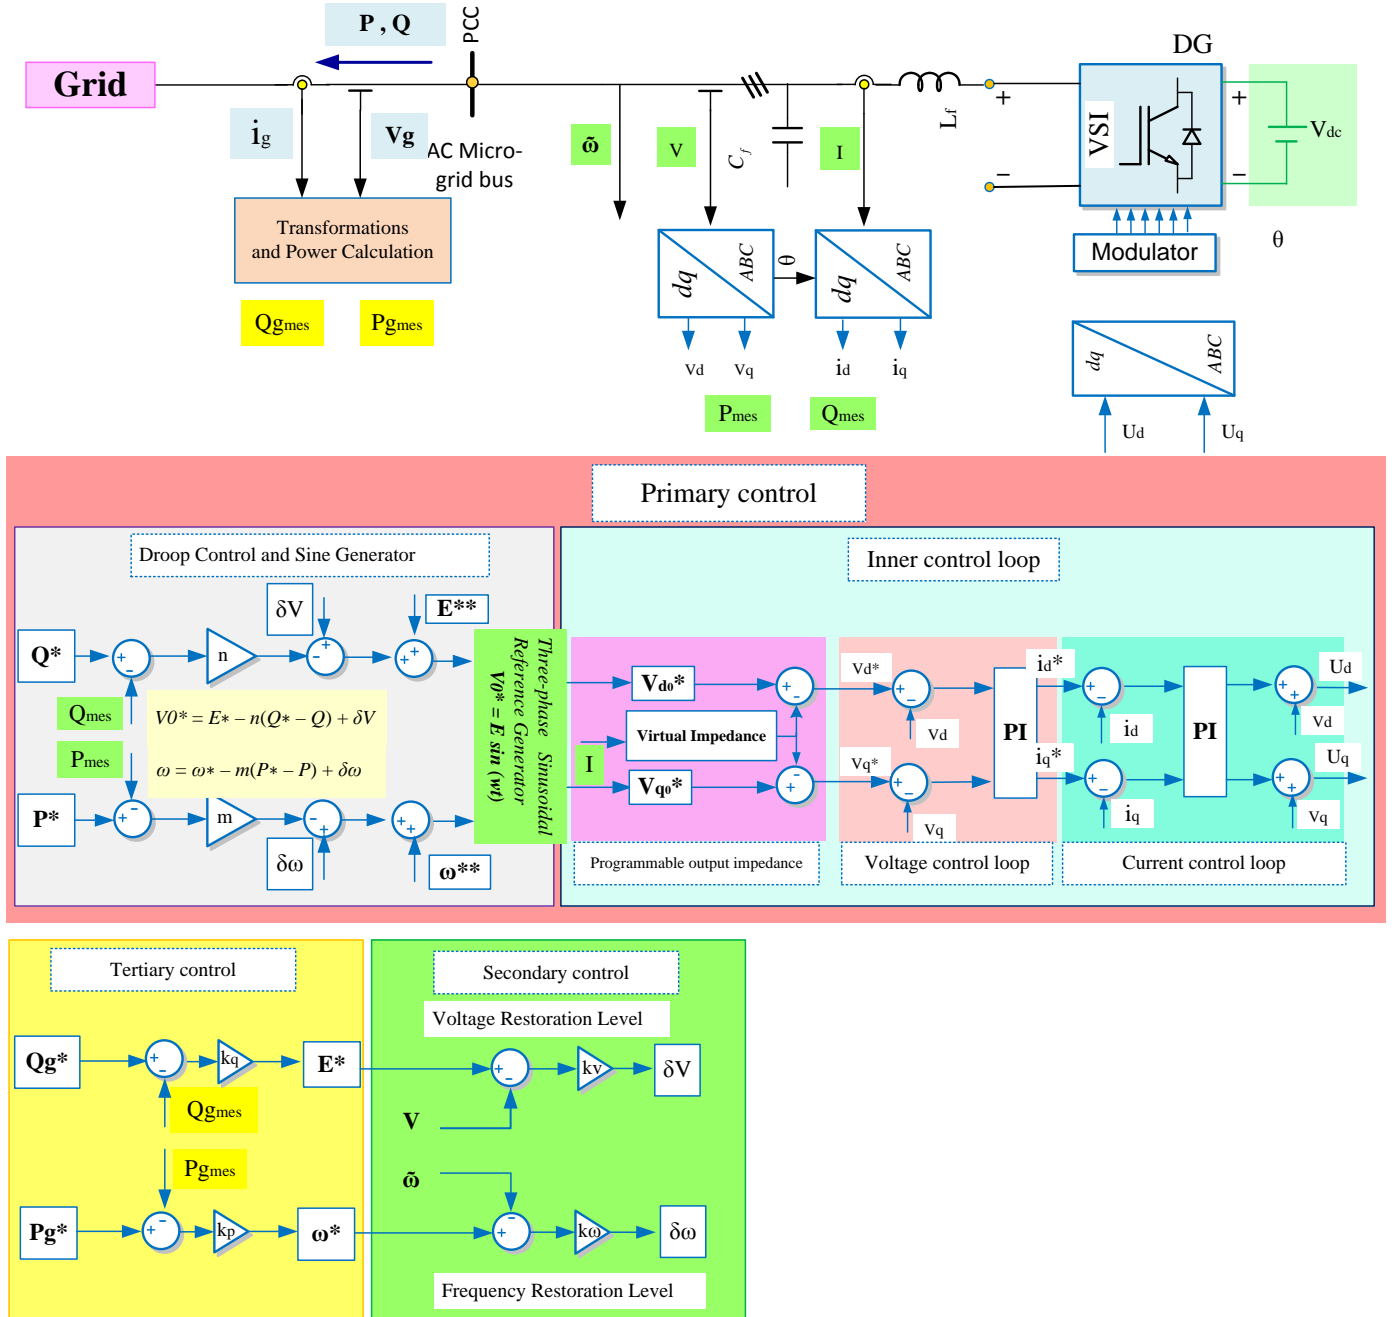 P , Q
PCC
DG
Grid
ig
Vg
AC Micro-
grid bus
ῶ
V
C_f
I
L_f
+
−
VSI
+
−
Vdc
Modulator
θ
Transformations
and Power Calculation
Qgmes
Pgmes
dq
ABC
θ
dq
ABC
Vd
Vq
id
iq
Pmes
Qmes
dq
ABC
Ud
Uq
Primary control
Droop Control and Sine Generator
Inner control loop
δV
E**
Q*
+
−
n
−
+
+
+
Qmes
Pmes
V0* = E* − n(Q* − Q) + δV
ω = ω* − m(P* − P) + δω
P*
+
−
m
−
+
+
+
δω
ω**
Three-phase Sinusoidal
Reference Generator
V0* = E sin (wt)
Vd0*
+
−
Virtual Impedance
I
Vq0*
−
+
Programmable output impedance
Vd*
+
−
Vd
Vq*
+
−
Vq
PI
Voltage control loop
id*
+
−
id
iq*
+
−
iq
PI
Current control loop
+
+
Ud
Vd
+
+
Uq
Vq
Tertiary control
Qg*
+
−
kq
E*
Qgmes
Pgmes
Pg*
+
−
kp
ω*
Secondary control
Voltage Restoration Level
+
−
kv
δV
V
ῶ
+
−
kω
δω
Frequency Restoration Level